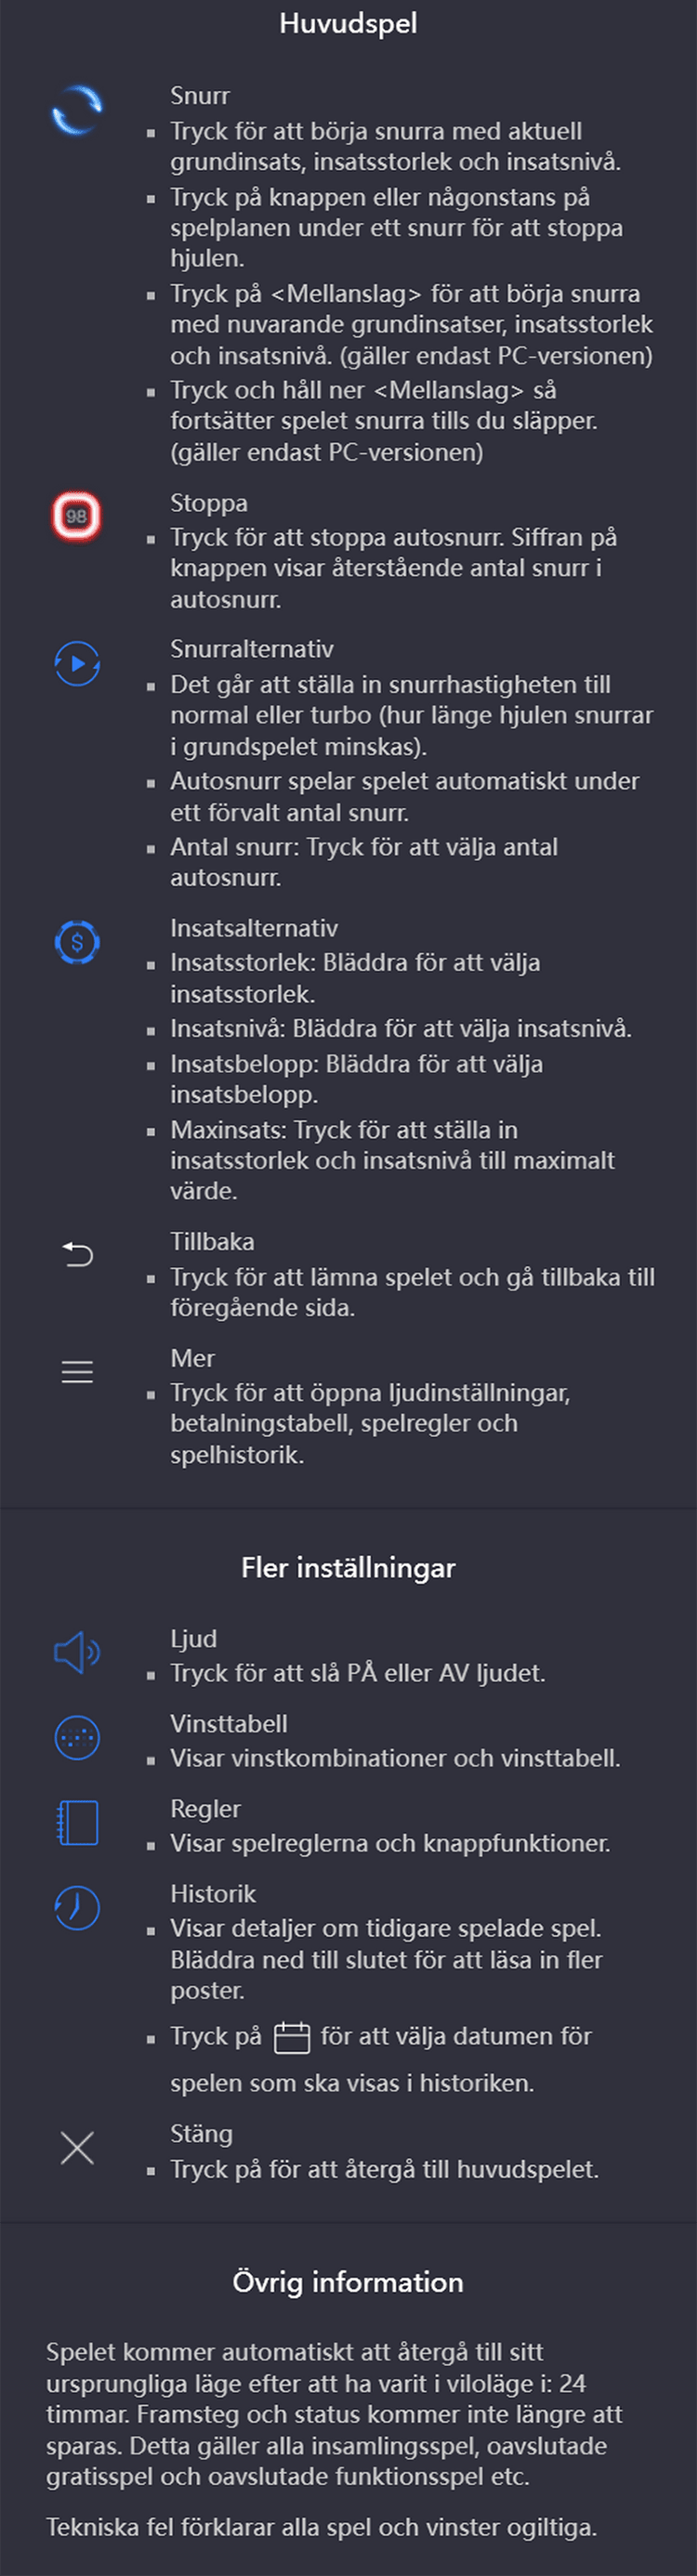 Huvudspel
Snurr
▪ Tryck för att börja snurra med aktuell
grundinsats, insatsstorlek och insatsnivå.
▪ Tryck på knappen eller någonstans på
spelplanen under ett snurr för att stoppa
hjulen.
▪ Tryck på <Mellanslag> för att börja snurra
med nuvarande grundinsatser, insatsstorlek
och insatsnivå. (gäller endast PC-versionen)
▪ Tryck och håll ner <Mellanslag> så
fortsätter spelet snurra tills du släpper.
(gäller endast PC-versionen)
98
Stoppa
▪ Tryck för att stoppa autosnurr. Siffran på
knappen visar återstående antal snurr i
autosnurr.
Snurralternativ
▪ Det går att ställa in snurrhastigheten till
normal eller turbo (hur länge hjulen snurrar
i grundspelet minskas).
▪ Autosnurr spelar spelet automatiskt under
ett förvalt antal snurr.
▪ Antal snurr: Tryck för att välja antal
autosnurr.
$
Insatsalternativ
▪ Insatsstorlek: Bläddra för att välja
insatsstorlek.
▪ Insatsnivå: Bläddra för att välja insatsnivå.
▪ Insatsbelopp: Bläddra för att välja
insatsbelopp.
▪ Maxinsats: Tryck för att ställa in
insatsstorlek och insatsnivå till maximalt
värde.
Tillbaka
▪ Tryck för att lämna spelet och gå tillbaka till
föregående sida.
Mer
▪ Tryck för att öppna ljudinställningar,
betalningstabell, spelregler och
spelhistorik.
Fler inställningar
Ljud
▪ Tryck för att slå PÅ eller AV ljudet.
Vinsttabell
▪ Visar vinstkombinationer och vinsttabell.
Regler
▪ Visar spelreglerna och knappfunktioner.
Historik
▪ Visar detaljer om tidigare spelade spel.
Bläddra ned till slutet för att läsa in fler
poster.
▪ Tryck på för att välja datumen för
spelen som ska visas i historiken.
Stäng
▪ Tryck på för att återgå till huvudspelet.
Övrig information
Spelet kommer automatiskt att återgå till sitt
ursprungliga läge efter att ha varit i viloläge i: 24
timmar. Framsteg och status kommer inte längre att
sparas. Detta gäller alla insamlingsspel, oavslutade
gratisspel och oavslutade funktionsspel etc.
Tekniska fel förklarar alla spel och vinster ogiltiga.